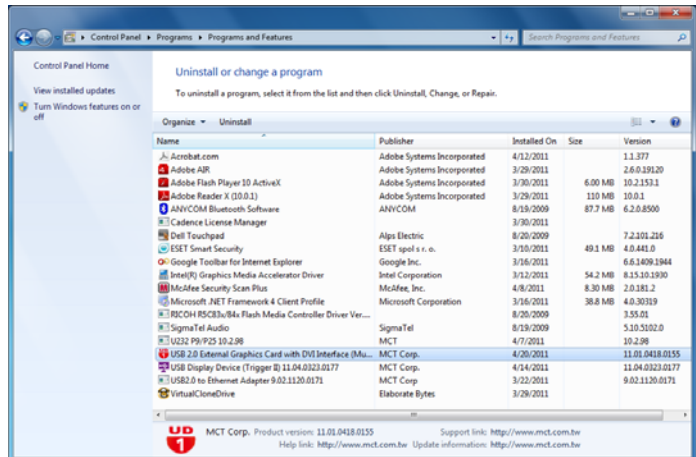 Control Panel ▸ Programs ▸ Programs and Features
Search Programs and Features
Control Panel Home
View installed updates
Turn Windows features on or off
Uninstall or change a program
To uninstall a program, select it from the list and then click Uninstall, Change, or Repair.
Organize Uninstall
Name Publisher Installed On Size Version
Acrobat.com Adobe Systems Incorporated 4/12/2011 1.1.377
Adobe AIR Adobe Systems Incorporated 3/29/2011 2.6.0.19120
Adobe Flash Player 10 ActiveX Adobe Systems Incorporated 3/30/2011 6.00 MB 10.2.153.1
Adobe Reader X (10.0.1) Adobe Systems Incorporated 3/29/2011 110 MB 10.0.1
ANYCOM Bluetooth Software ANYCOM 8/19/2009 87.7 MB 6.2.0.8500
Cadence License Manager 3/30/2011
Dell Touchpad Alps Electric 8/20/2009 7.2.101.216
ESET Smart Security ESET spol s r. o. 3/10/2011 49.1 MB 4.0.441.0
Google Toolbar for Internet Explorer Google Inc. 3/16/2011 6.6.1409.1944
Intel(R) Graphics Media Accelerator Driver Intel Corporation 3/12/2011 54.2 MB 8.15.10.1930
McAfee Security Scan Plus McAfee, Inc. 4/8/2011 8.30 MB 2.0.181.2
Microsoft .NET Framework 4 Client Profile Microsoft Corporation 3/16/2011 38.8 MB 4.0.30319
RICOH R5C83x/84x Flash Media Controller Driver Ver.... 8/20/2009 3.55.01
SigmaTel Audio SigmaTel 8/19/2009 5.10.5102.0
U232 P9/P25 10.2.98 MCT 4/7/2011 10.2.98
USB 2.0 External Graphics Card with DVI Interface (Mu... MCT Corp. 4/20/2011 11.01.0418.0155
USB Display Device (Trigger II) 11.04.0323.0177 MCT Corp. 4/14/2011 11.04.0323.0177
USB2.0 to Ethernet Adapter 9.02.1120.0171 MCT Corp 3/22/2011 9.02.1120.0171
VirtualCloneDrive Elaborate Bytes 3/29/2011
UD 1
MCT Corp. Product version: 11.01.0418.0155 Support link: http://www.mct.com.tw
Help link: http://www.mct.com.tw Update information: http://www.mct.com.tw